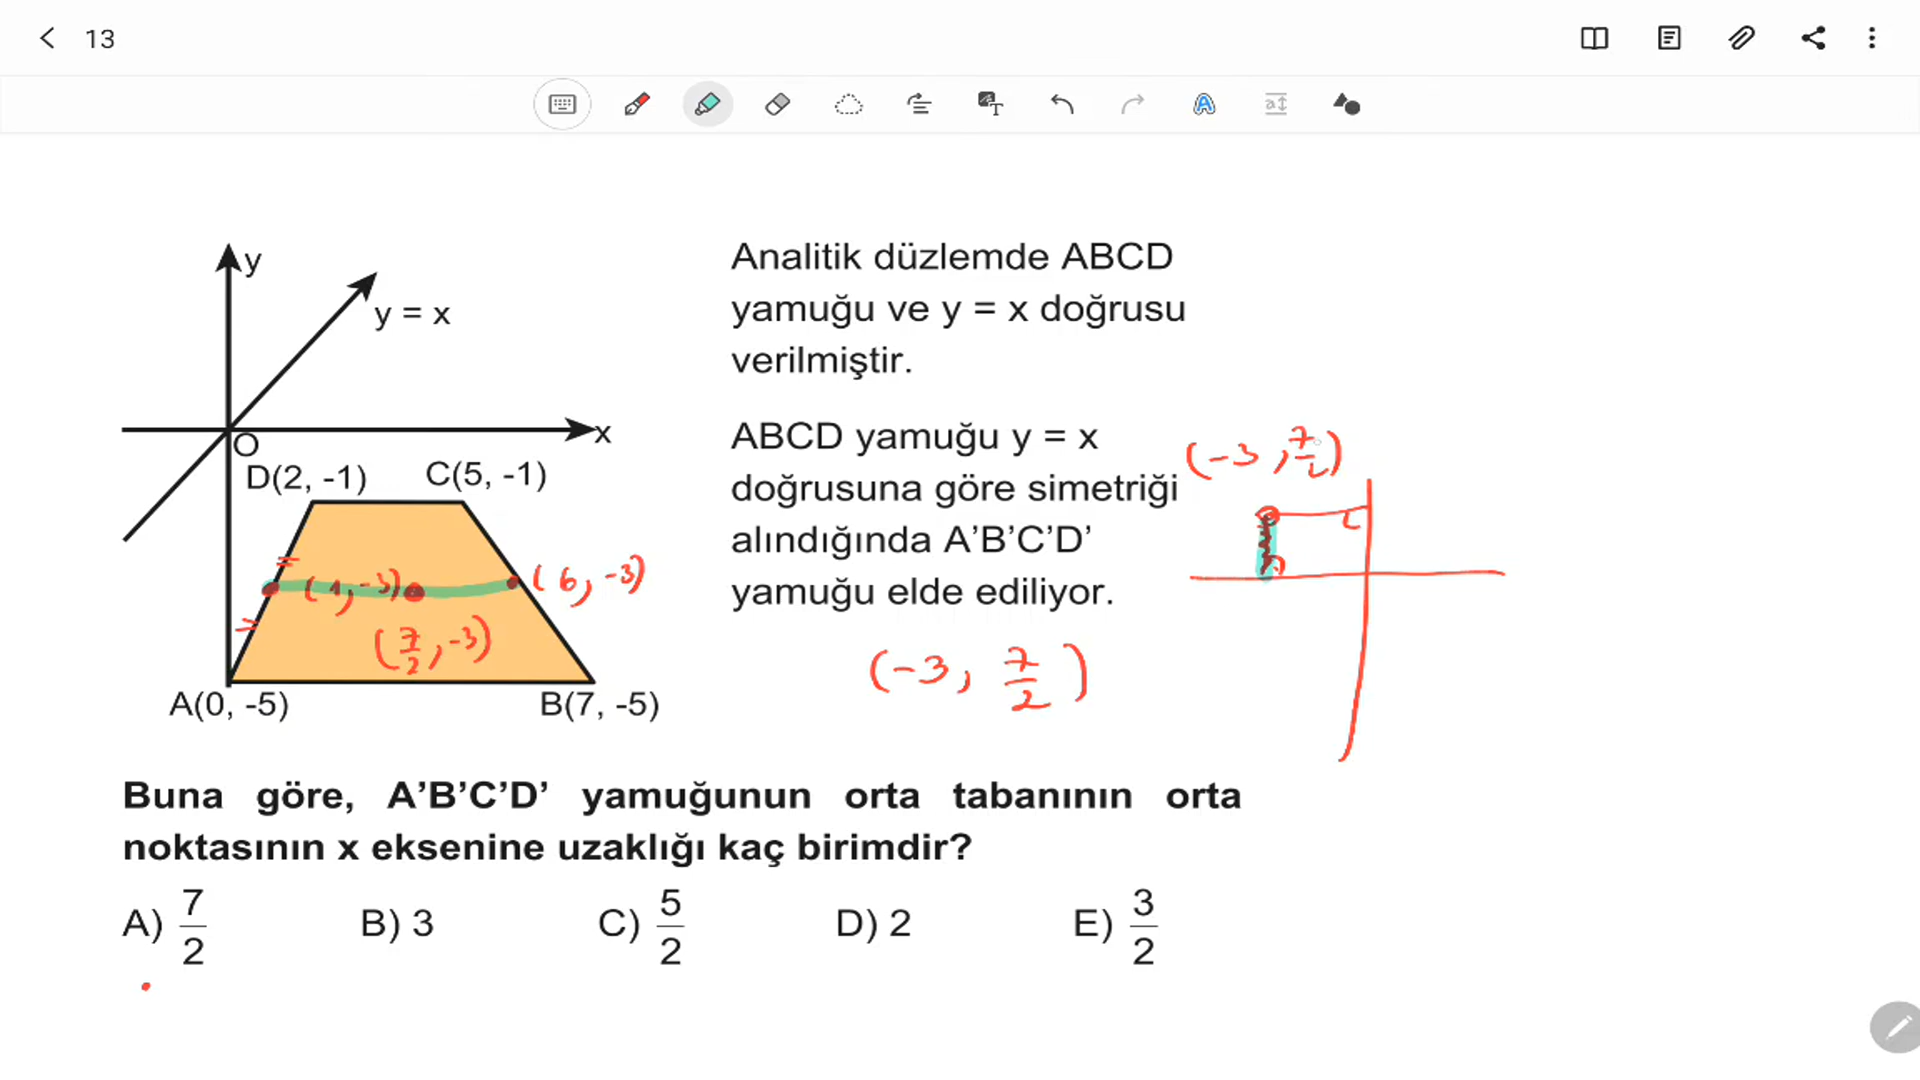 13
y
y = x
O
x
D(2, -1)
C(5, -1)
(1, -3)
(6, -3)
(7/2, -3)
A(0, -5)
B(7, -5)
Analitik düzlemde ABCD
yamuğu ve y = x doğrusu
verilmiştir.
ABCD yamuğu y = x
doğrusuna göre simetriği
alındığında A’B’C’D’
yamuğu elde ediliyor.
(-3, 7/2)
(-3, 7/2)
Buna göre, A’B’C’D’ yamuğunun orta tabanının orta
noktasının x eksenine uzaklığı kaç birimdir?
A) 7/2 B) 3 C) 5/2 D) 2 E) 3/2